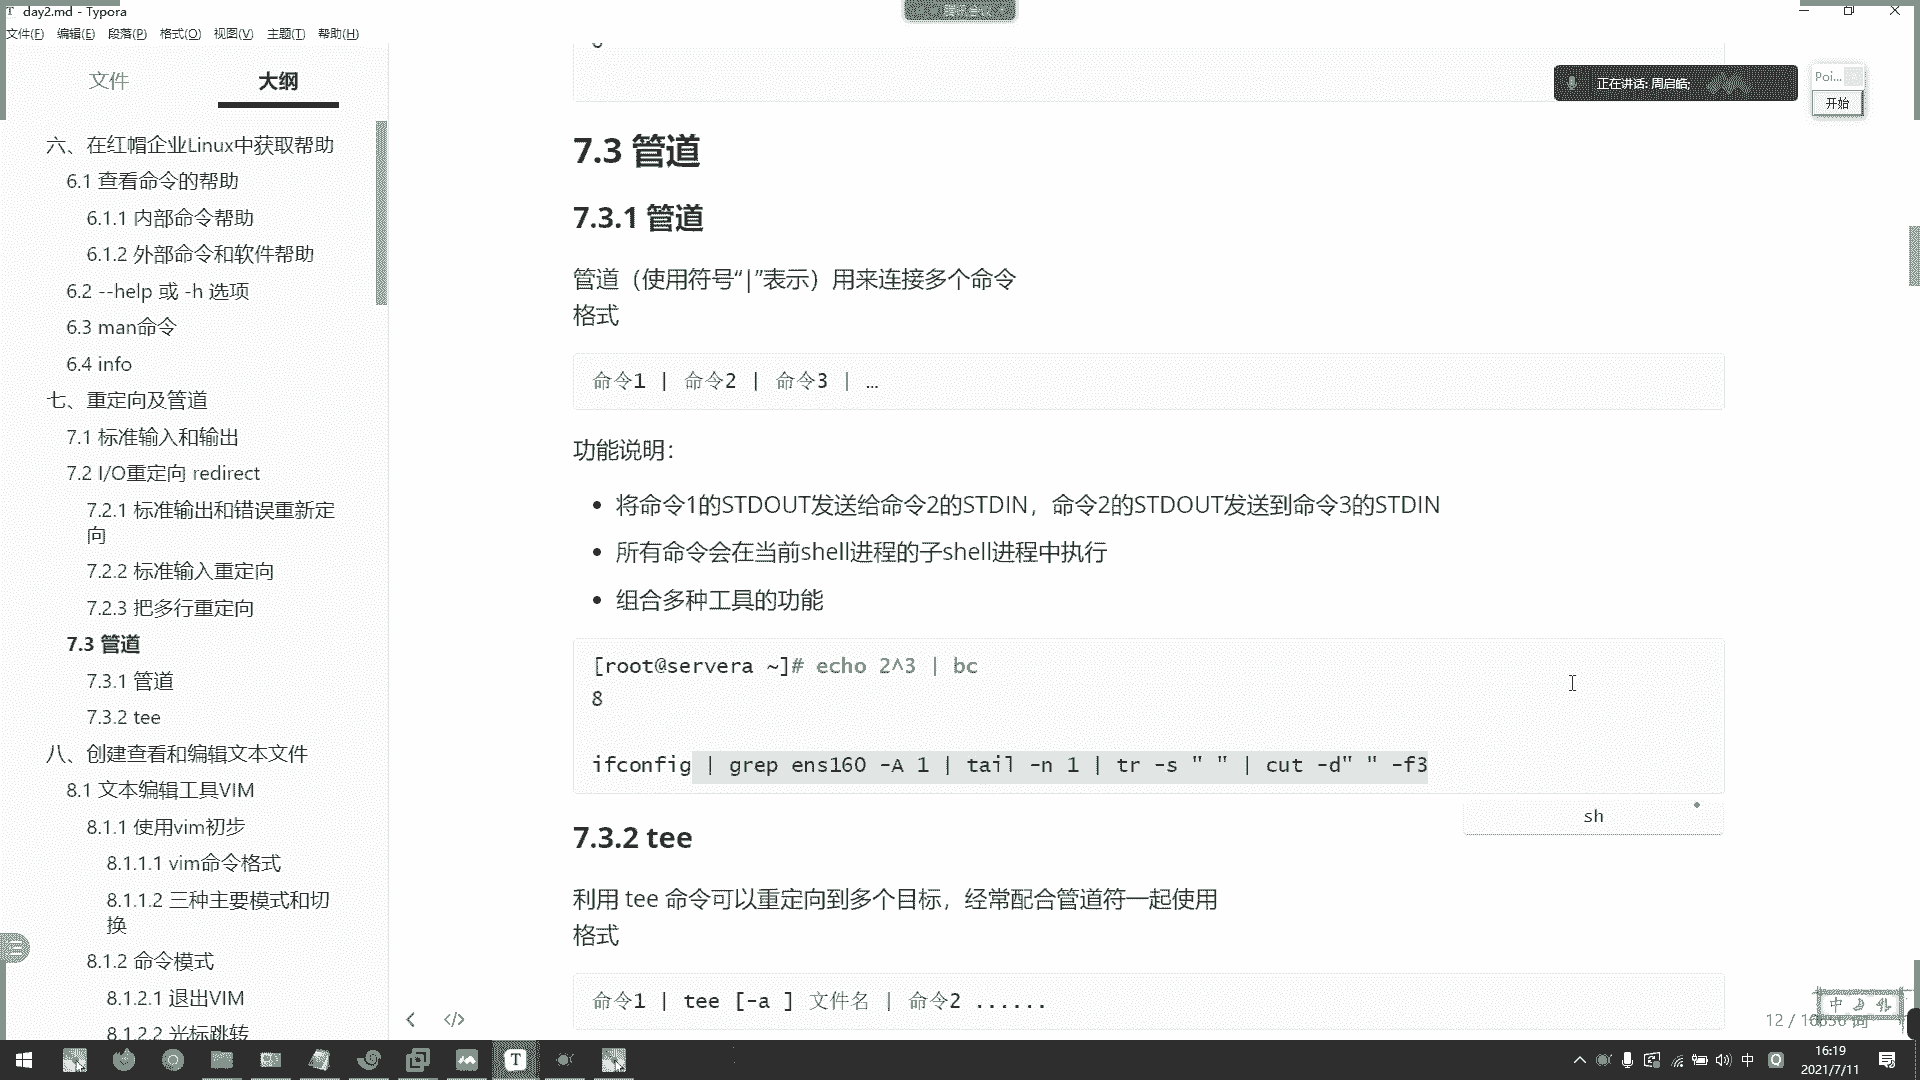 day2.md - Typora
文件(F) 编辑(E) 段落(P) 格式(O) 视图(V) 主题(T) 帮助(H)
腾讯会议
正在讲话: 周启皓;
Poi...
开始
文件
大纲
六、在红帽企业Linux中获取帮助
6.1 查看命令的帮助
6.1.1 内部命令帮助
6.1.2 外部命令和软件帮助
6.2 --help 或 -h 选项
6.3 man命令
6.4 info
七、重定向及管道
7.1 标准输入和输出
7.2 I/O重定向 redirect
7.2.1 标准输出和错误重新定
向
7.2.2 标准输入重定向
7.2.3 把多行重定向
7.3 管道
7.3.1 管道
7.3.2 tee
八、创建查看和编辑文本文件
8.1 文本编辑工具VIM
8.1.1 使用vim初步
8.1.1.1 vim命令格式
8.1.1.2 三种主要模式和切
换
8.1.2 命令模式
8.1.2.1 退出VIM
8.1.2.2 光标跳转
7.3 管道
7.3.1 管道
管道（使用符号“|”表示）用来连接多个命令
格式
命令1 | 命令2 | 命令3 | …
功能说明：
• 将命令1的STDOUT发送给命令2的STDIN，命令2的STDOUT发送到命令3的STDIN
• 所有命令会在当前shell进程的子shell进程中执行
• 组合多种工具的功能
[root@servera ~]# echo 2^3 | bc
8
ifconfig | grep ens160 -A 1 | tail -n 1 | tr -s " " | cut -d" " -f3
sh
7.3.2 tee
利用 tee 命令可以重定向到多个目标，经常配合管道符一起使用
格式
命令1 | tee [-a ] 文件名 | 命令2 ......
中
16:19
2021/7/11